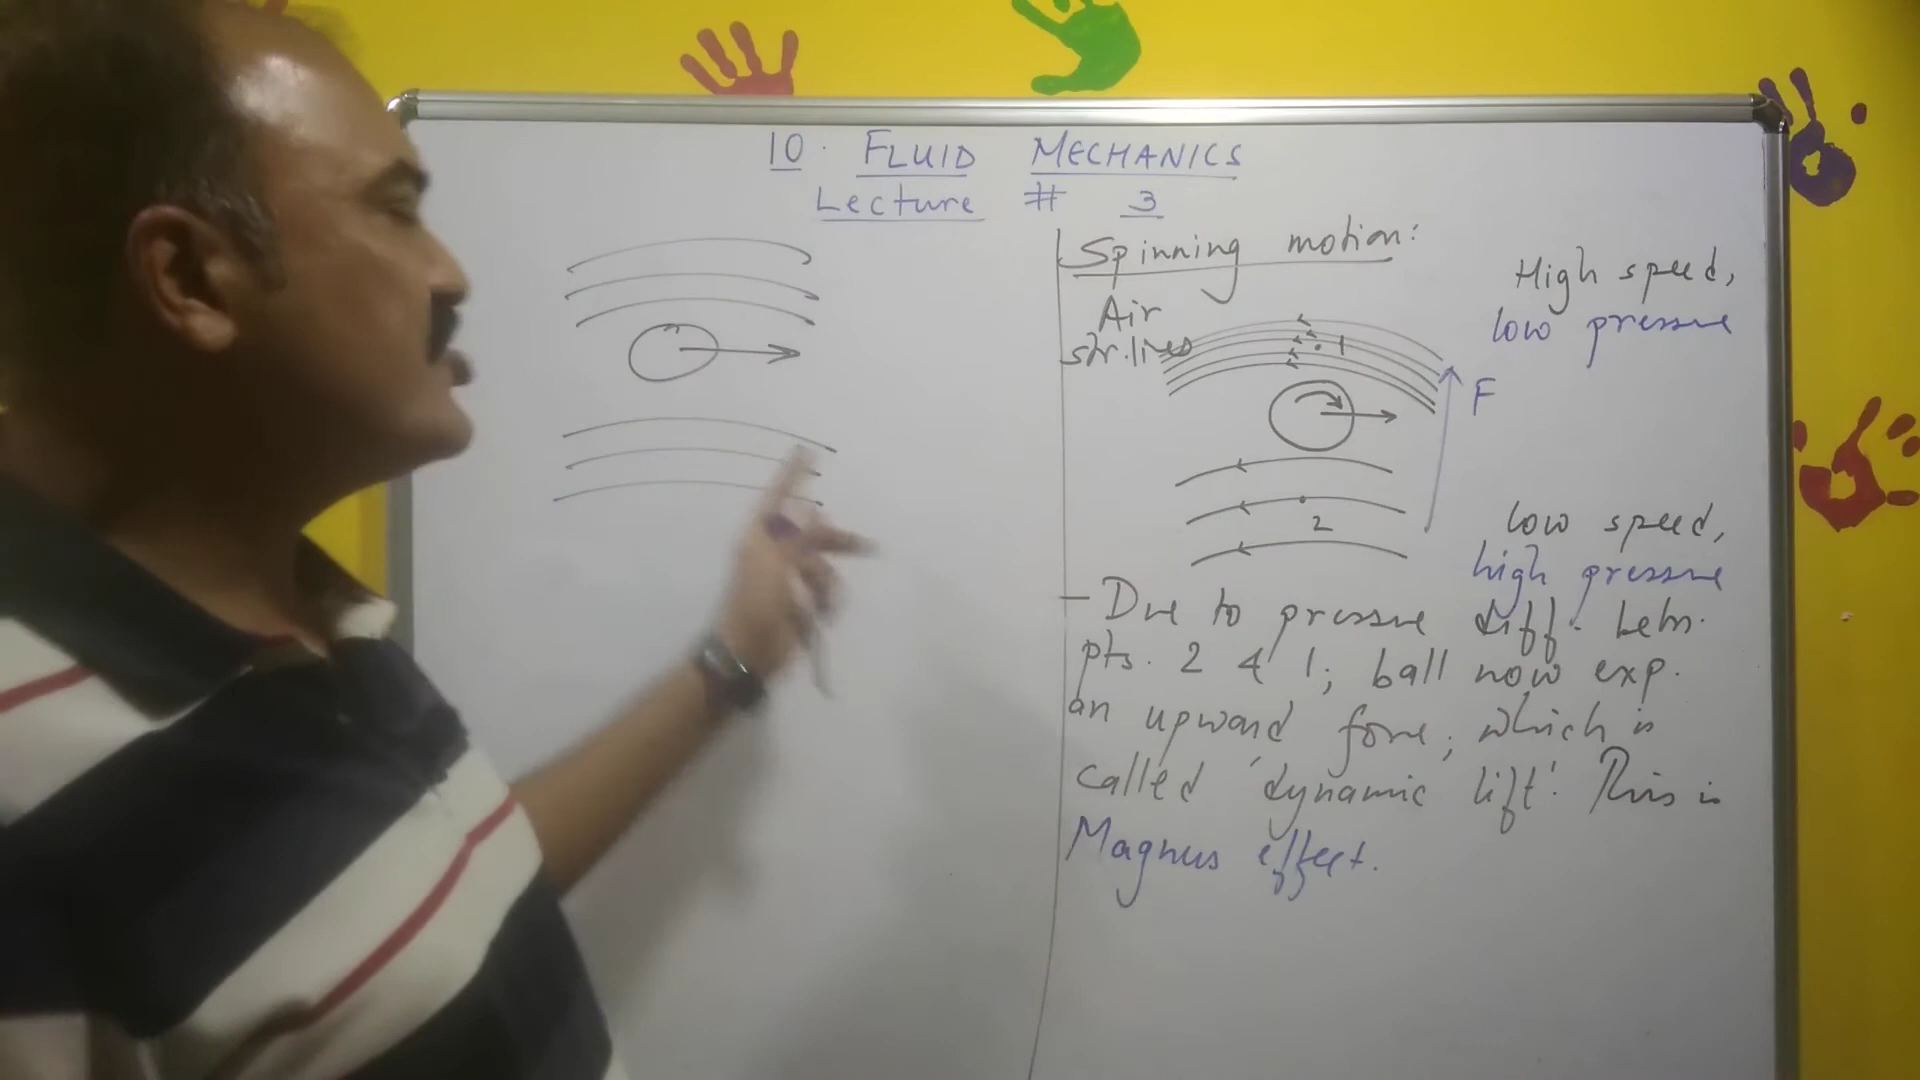 10. FLUID MECHANICS
Lecture # 3
Spinning motion:
Air
str.lines
1
High speed,
low pressure
F
2
low speed,
high pressure
- Due to pressure diff. betn.
pts. 2 & 1; ball now exp.
an upward force, which is
called 'dynamic lift'. This is
Magnus effect.